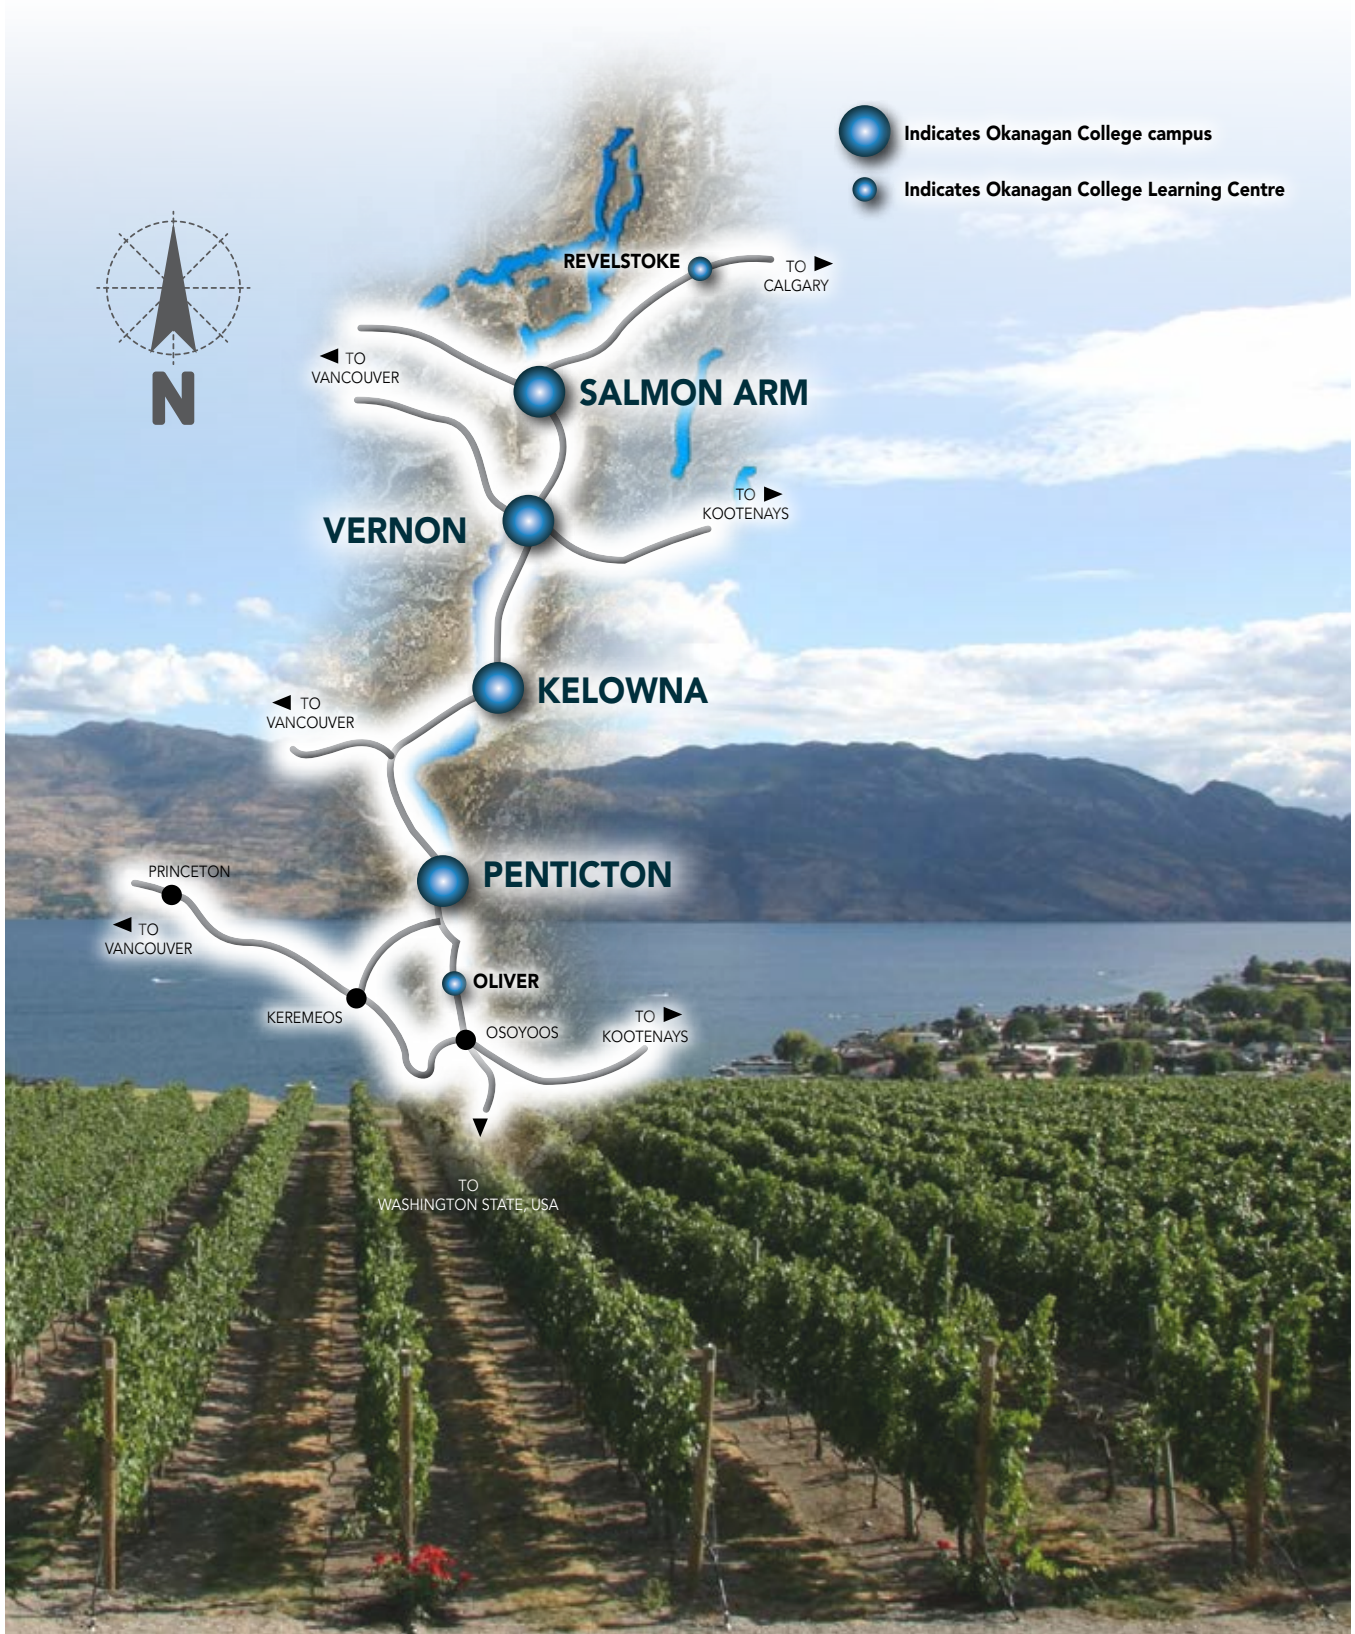 Indicates Okanagan College campus
Indicates Okanagan College Learning Centre
REVELSTOKE
TO
CALGARY
TO
VANCOUVER
SALMON ARM
TO
KOOTENAYS
VERNON
N
KELOWNA
TO
VANCOUVER
PENTICTON
PRINCETON
TO
VANCOUVER
OLIVER
KEREMEOS
OSOYOOS
TO
KOOTENAYS
TO
WASHINGTON STATE, USA